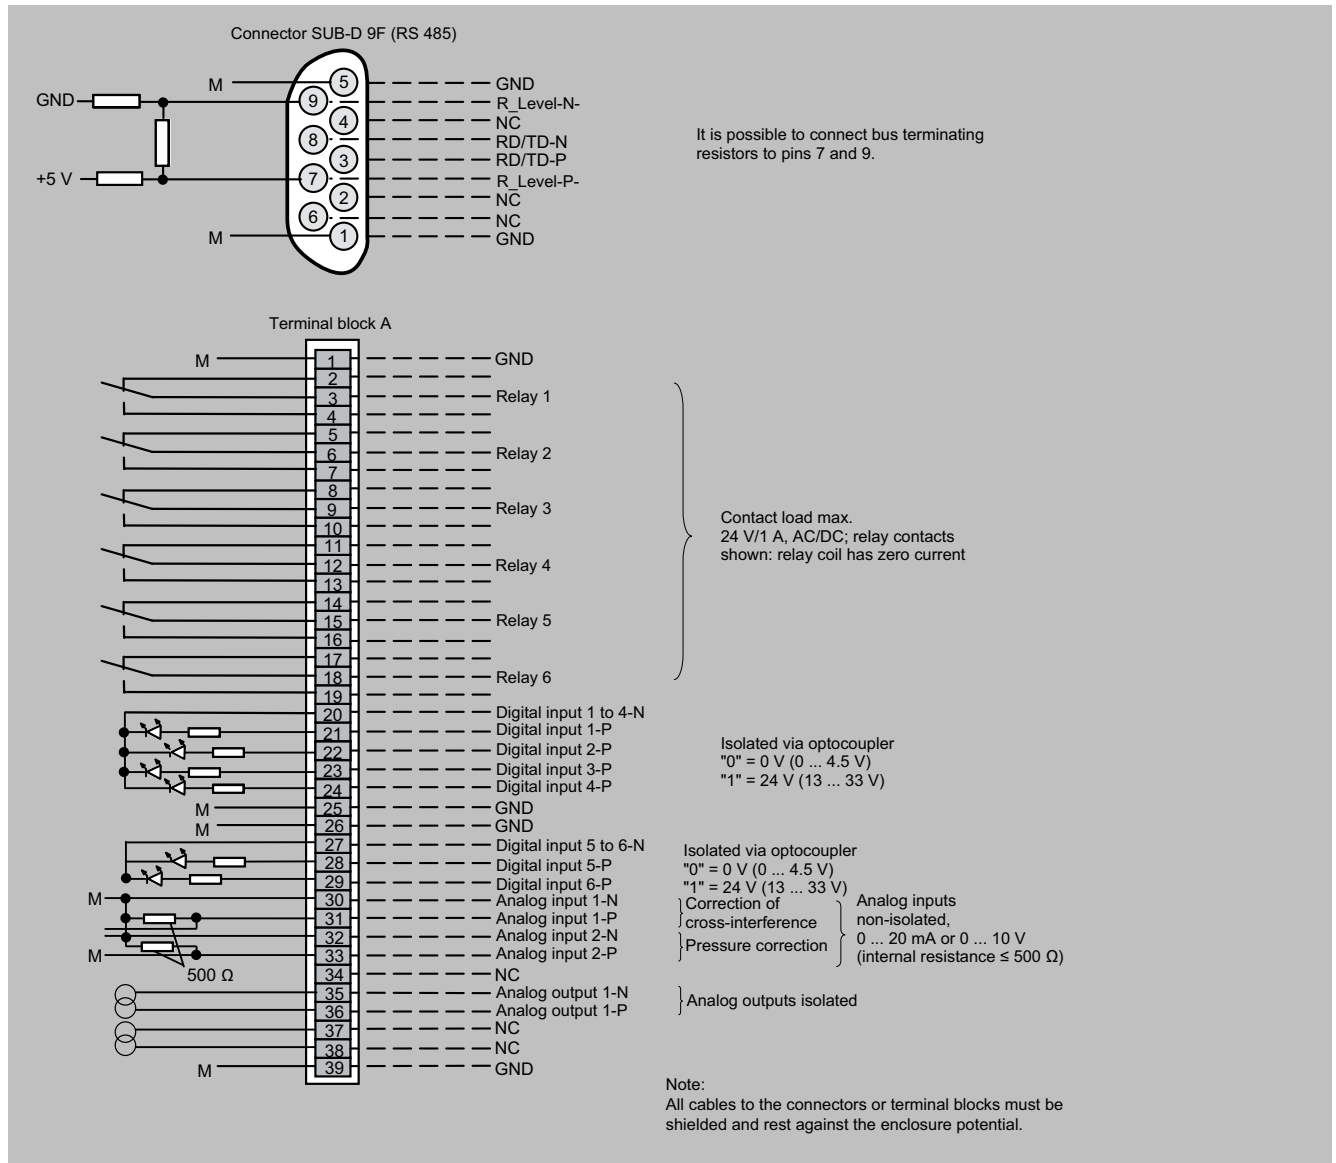 Connector SUB-D 9F (RS 485)
M 5 GND
GND 9 R_Level-N-
4 NC
8 RD/TD-N
3 RD/TD-P
+5 V 7 R_Level-P-
2 NC
6 NC
M 1 GND
It is possible to connect bus terminating
resistors to pins 7 and 9.
Terminal block A
M 1 GND
2
3 Relay 1
4
5
6 Relay 2
7
8
9 Relay 3
10
11
12 Relay 4
13
14
15 Relay 5
16
17
18 Relay 6
19
Contact load max.
24 V/1 A, AC/DC; relay contacts
shown: relay coil has zero current
20 Digital input 1 to 4-N
21 Digital input 1-P
22 Digital input 2-P
23 Digital input 3-P
24 Digital input 4-P
Isolated via optocoupler
"0" = 0 V (0 ... 4.5 V)
"1" = 24 V (13 ... 33 V)
M 25 GND
M 26 GND
27 Digital input 5 to 6-N
28 Digital input 5-P
29 Digital input 6-P
Isolated via optocoupler
"0" = 0 V (0 ... 4.5 V)
"1" = 24 V (13 ... 33 V)
M 30 Analog input 1-N
31 Analog input 1-P
32 Analog input 2-N
M 33 Analog input 2-P
500 Ω
Correction of
cross-interference
Pressure correction
Analog inputs
non-isolated,
0 ... 20 mA or 0 ... 10 V
(internal resistance ≤ 500 Ω)
34 NC
35 Analog output 1-N
36 Analog output 1-P
Analog outputs isolated
37 NC
38 NC
M 39 GND
Note:
All cables to the connectors or terminal blocks must be
shielded and rest against the enclosure potential.